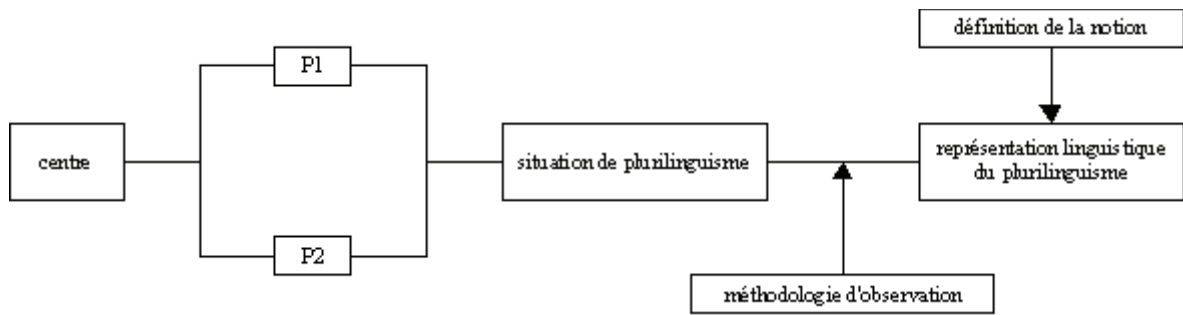 définition de la notion
P1
centre
situation de plurilinguisme
représentation linguistique
du plurilinguisme
P2
méthodologie d'observation